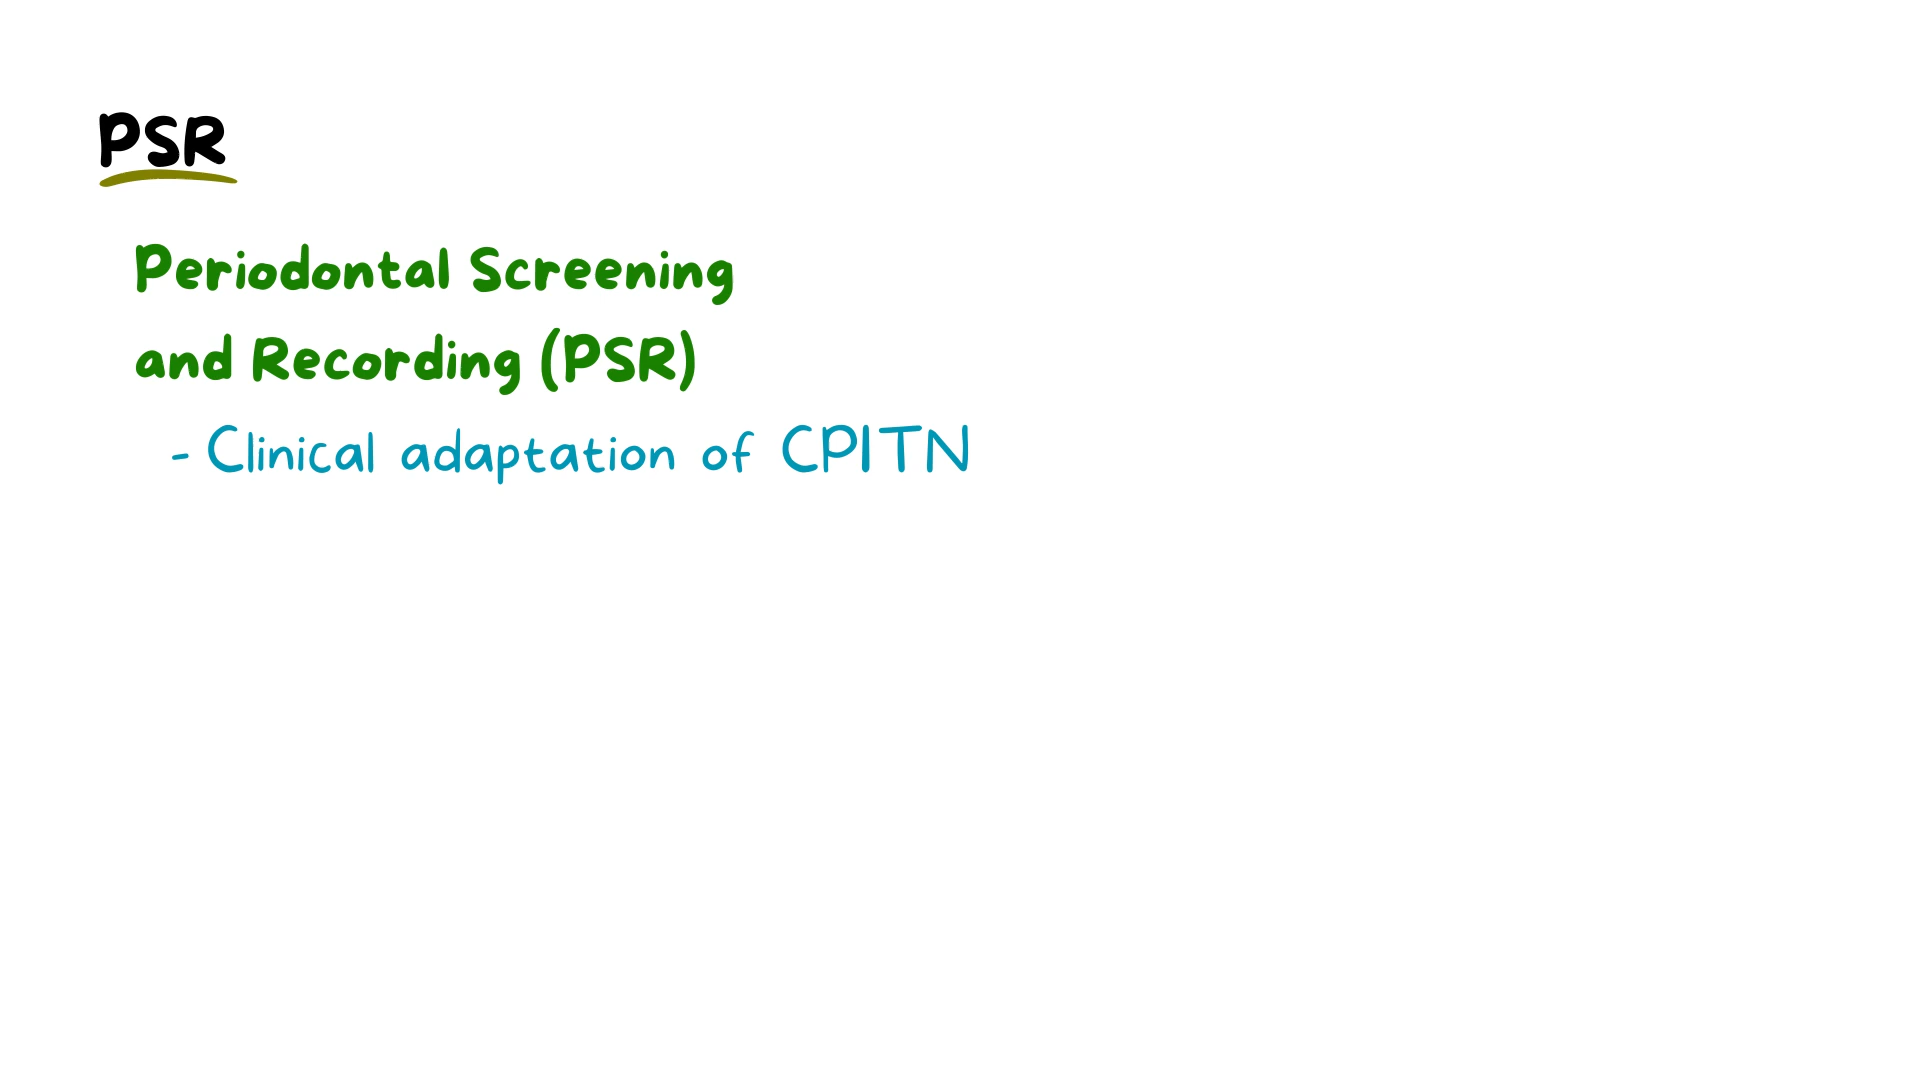 PSR
Periodontal Screening
and Recording (PSR)
- Clinical adaptation of CPITN